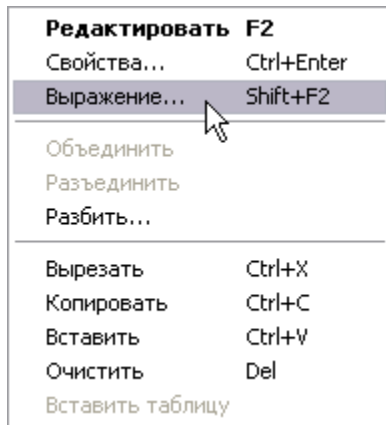 Редактировать F2
Свойства... Ctrl+Enter
Выражение... Shift+F2
Объединить
Разъединить
Разбить...
Вырезать Ctrl+X
Копировать Ctrl+C
Вставить Ctrl+V
Очистить Del
Вставить таблицу